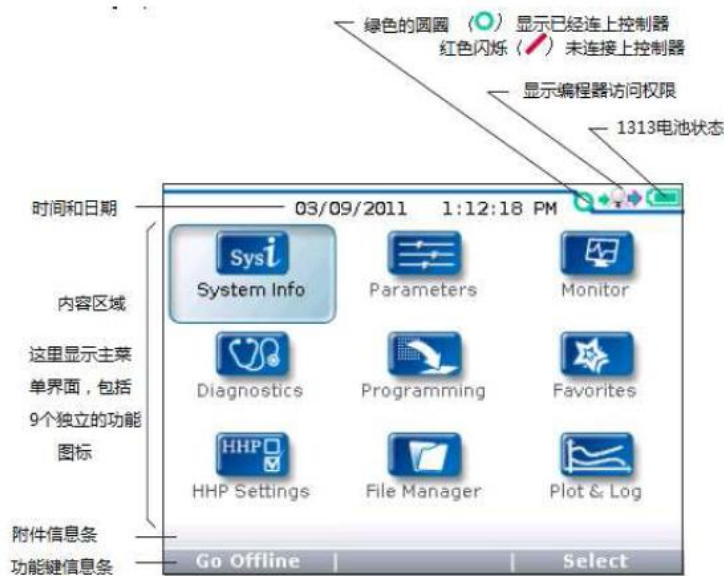 绿色的圆圈（）显示已经连上控制器
红色闪烁（）未连接上控制器
显示编程器访问权限
1313电池状态
时间和日期
03/09/2011 1:12:18 PM
内容区域
这里显示主菜
单界面，包括
9个独立的功能
图标
Sysi
System Info
Parameters
Monitor
Diagnostics
Programming
Favorites
HHP
HHP Settings
File Manager
Plot & Log
附件信息条
功能键信息条
Go Offline | | Select